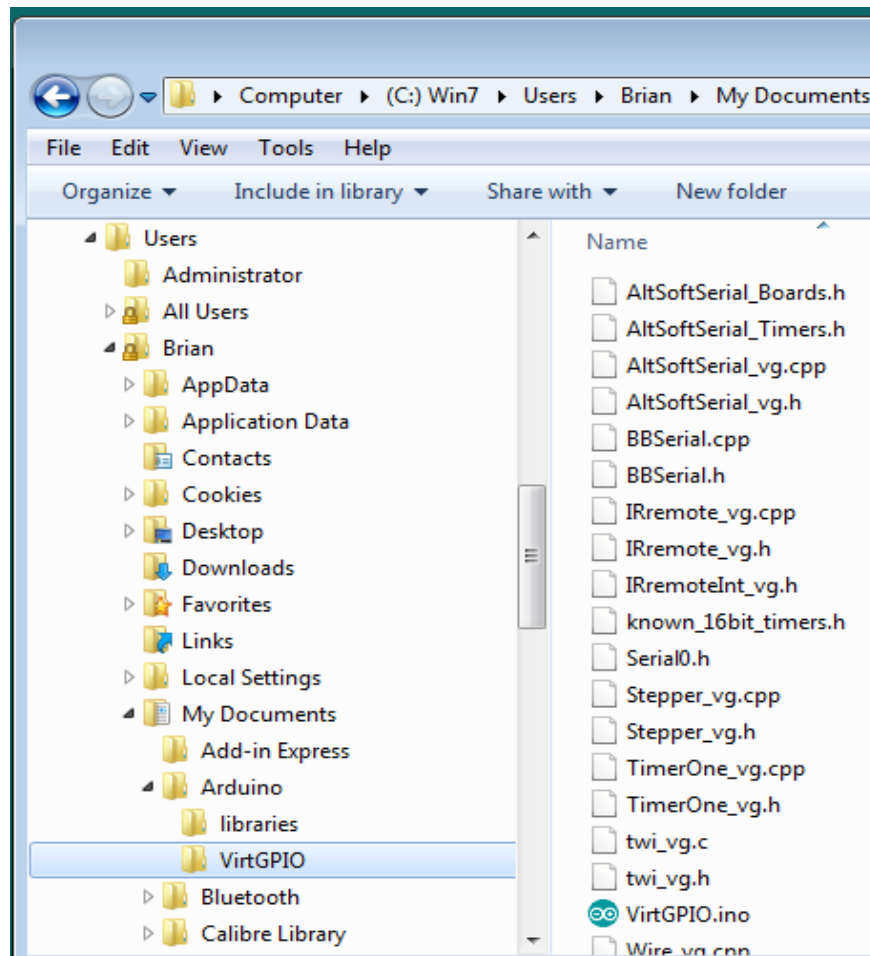 Computer (C:) Win7 Users Brian My Documents
File Edit View Tools Help
Organize Include in library Share with New folder
Users
Administrator
All Users
Brian
AppData
Application Data
Contacts
Cookies
Desktop
Downloads
Favorites
Links
Local Settings
My Documents
Add-in Express
Arduino
libraries
VirtGPIO
Bluetooth
Calibre Library
Name
AltSoftSerial_Boards.h
AltSoftSerial_Timers.h
AltSoftSerial_vg.cpp
AltSoftSerial_vg.h
BBSerial.cpp
BBSerial.h
IRremote_vg.cpp
IRremote_vg.h
IRremoteInt_vg.h
known_16bit_timers.h
Serial0.h
Stepper_vg.cpp
Stepper_vg.h
TimerOne_vg.cpp
TimerOne_vg.h
twi_vg.c
twi_vg.h
VirtGPIO.ino
Wire_vg.cpp